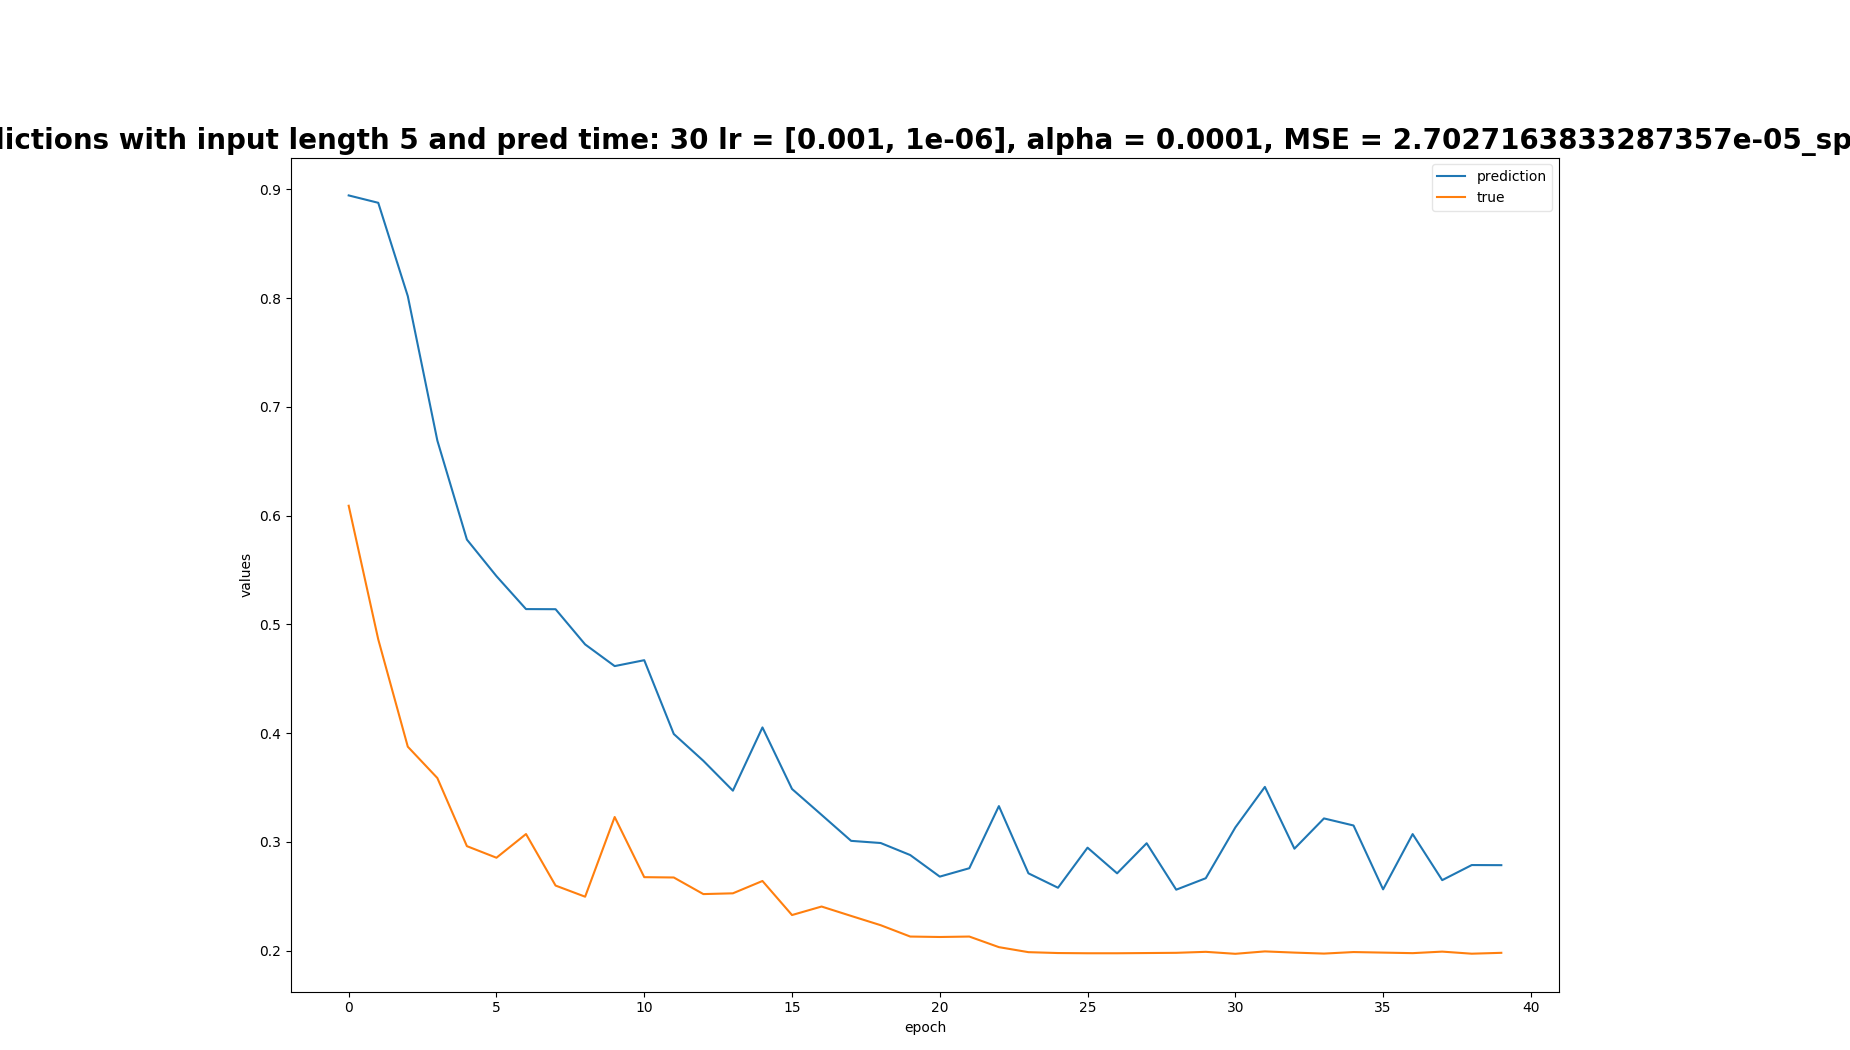 dictions with input length 5 and pred time: 30 lr = [0.001, 1e-06], alpha = 0.0001, MSE = 2.7027163833287357e-05_sp
prediction
true
0.9
0.8
0.7
0.6
0.5
0.4
0.3
0.2
values
0 5 10 15 20 25 30 35 40
epoch